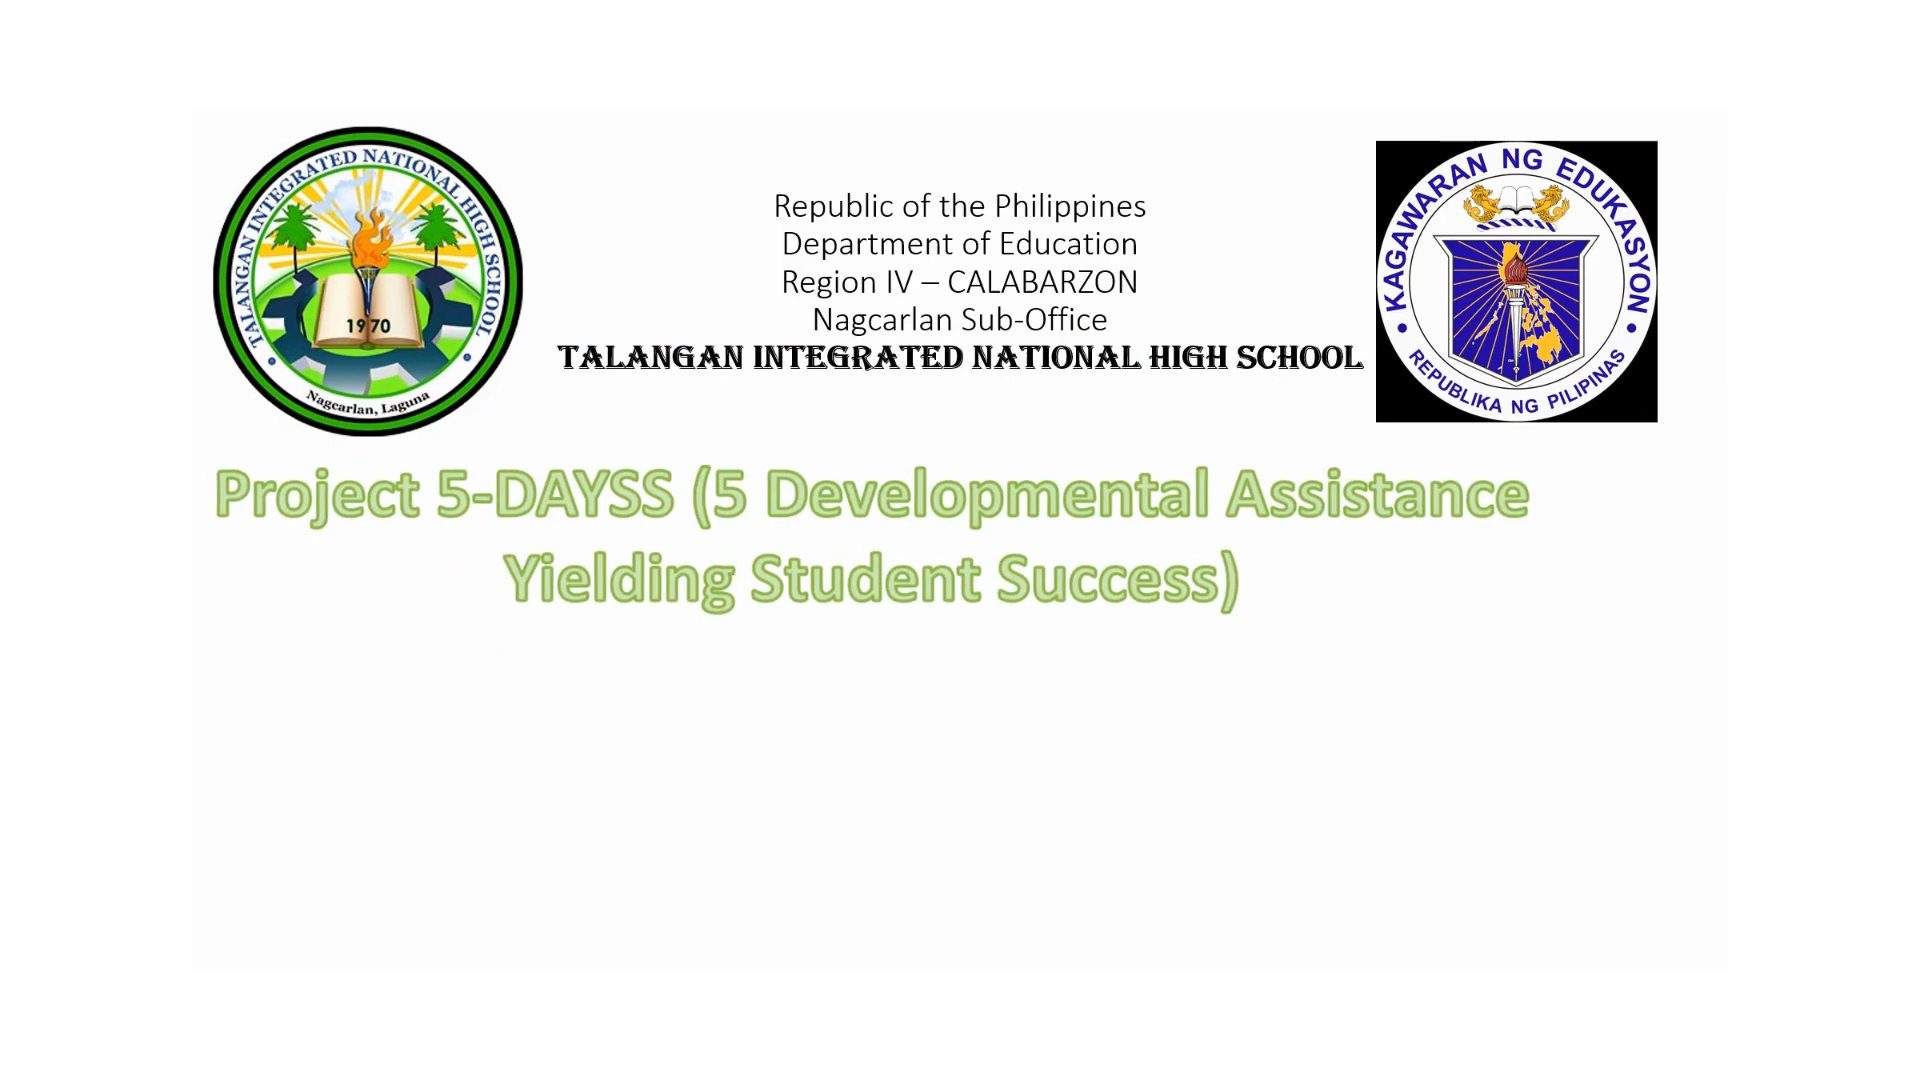 TALANGAN INTEGRATED NATIONAL HIGH SCHOOL
1970
Nagcarlan, Laguna
Republic of the Philippines
Department of Education
Region IV – CALABARZON
Nagcarlan Sub-Office
TALANGAN INTEGRATED NATIONAL HIGH SCHOOL
KAGAWARAN NG EDUKASYON
REPUBLIKA NG PILIPINAS
Project 5-DAYSS (5 Developmental Assistance
Yielding Student Success)